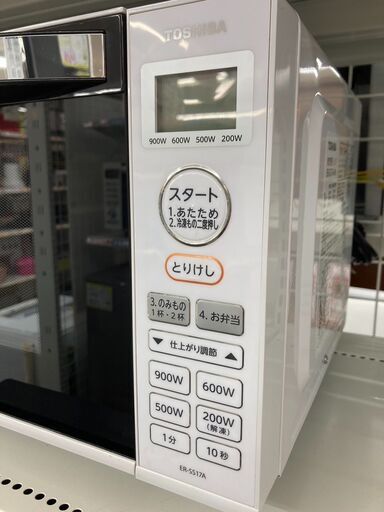 TOSHIBA
900W 600W 500W 200W
スタート
1.あたため
2.冷凍もの二度押し
とりけし
3.のみもの
1杯・2杯
4.お弁当
▼ 仕上がり調節 ▲
900W
600W
500W
200W
(解凍)
1分
10秒
ER-SS17A